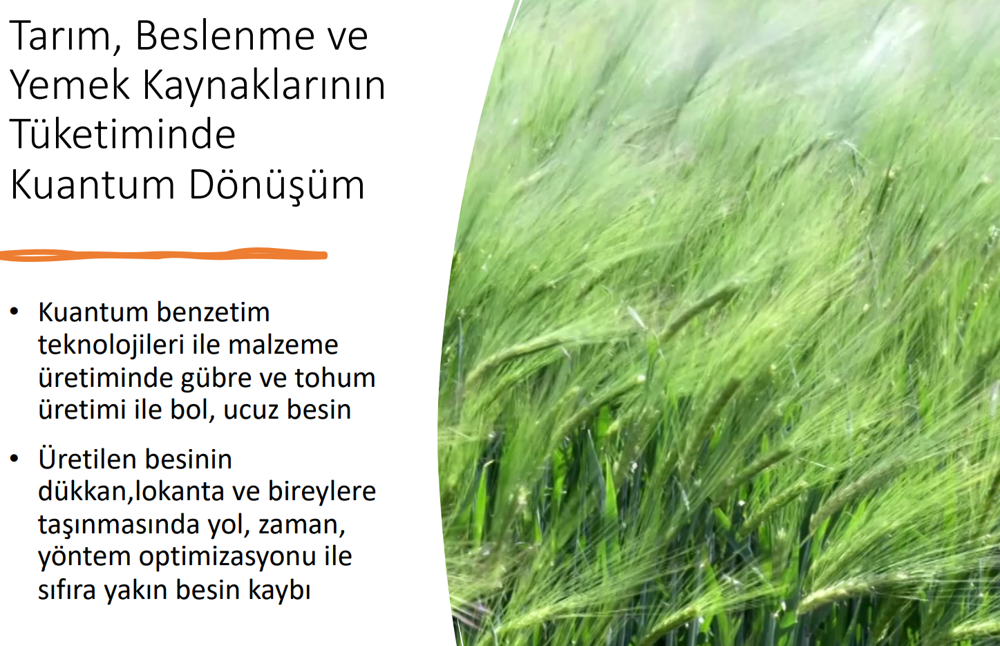 Tarım, Beslenme ve
Yemek Kaynaklarının
Tüketiminde
Kuantum Dönüşüm
• Kuantum benzetim
teknolojileri ile malzeme
üretiminde gübre ve tohum
üretimi ile bol, ucuz besin
• Üretilen besinin
dükkan,lokanta ve bireylere
taşınmasında yol, zaman,
yöntem optimizasyonu ile
sıfıra yakın besin kaybı